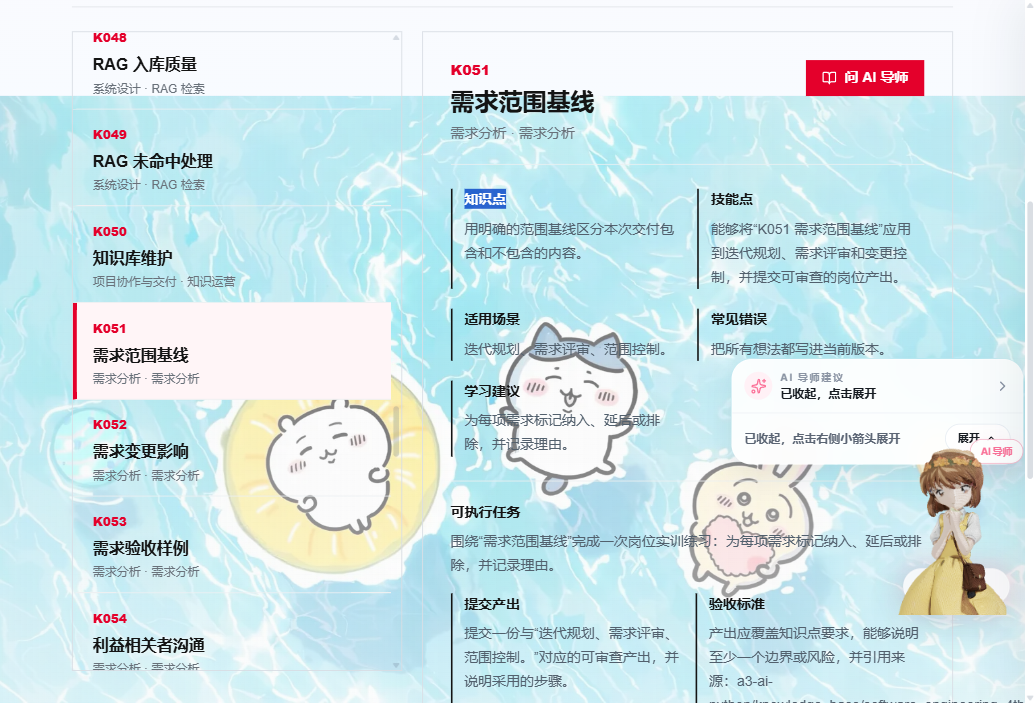 K048
RAG 入库质量
系统设计 · RAG 检索
K049
RAG 未命中处理
系统设计 · RAG 检索
K050
知识库维护
项目协作与交付 · 知识运营
K051
需求范围基线
需求分析 · 需求分析
K052
需求变更影响
需求分析 · 需求分析
K053
需求验收样例
需求分析 · 需求分析
K054
利益相关者沟通
需求分析 · 需求分析
K051
问 AI 导师
需求范围基线
需求分析 · 需求分析
知识点
用明确的范围基线区分本次交付包
含和不包含的内容。
技能点
能够将“K051 需求范围基线”应用
到迭代规划、需求评审和变更控
制，并提交可审查的岗位产出。
适用场景
迭代规划、需求评审、范围控制。
常见错误
把所有想法都写进当前版本。
学习建议
为每项需求标记纳入、延后或排
除，并记录理由。
AI 导师建议
已收起，点击展开
已收起，点击右侧小箭头展开
展开
AI导师
可执行任务
围绕“需求范围基线”完成一次岗位实训练习：为每项需求标记纳入、延后或排
除，并记录理由。
提交产出
提交一份与“迭代规划、需求评审、
范围控制。”对应的可审查产出，并
说明采用的步骤。
验收标准
产出应覆盖知识点要求，能够说明
至少一个边界或风险，并引用来
源：a3-ai-
python/knowledge_base/software_engineering_4th